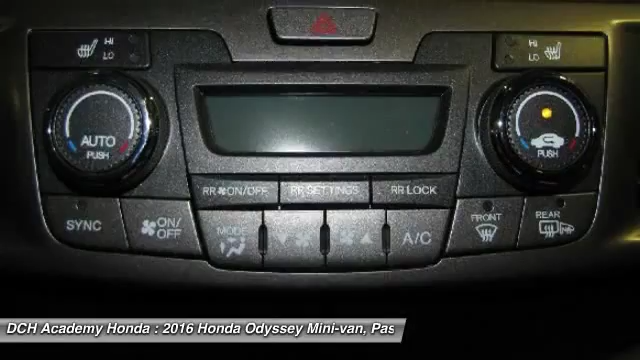 HI
LO
HI
LO
AUTO
PUSH
PUSH
RR ON/OFF
RR SETTINGS
RR LOCK
SYNC
ON/
OFF
MODE
A/C
FRONT
REAR
DCH Academy Honda : 2016 Honda Odyssey Mini-van, Pas